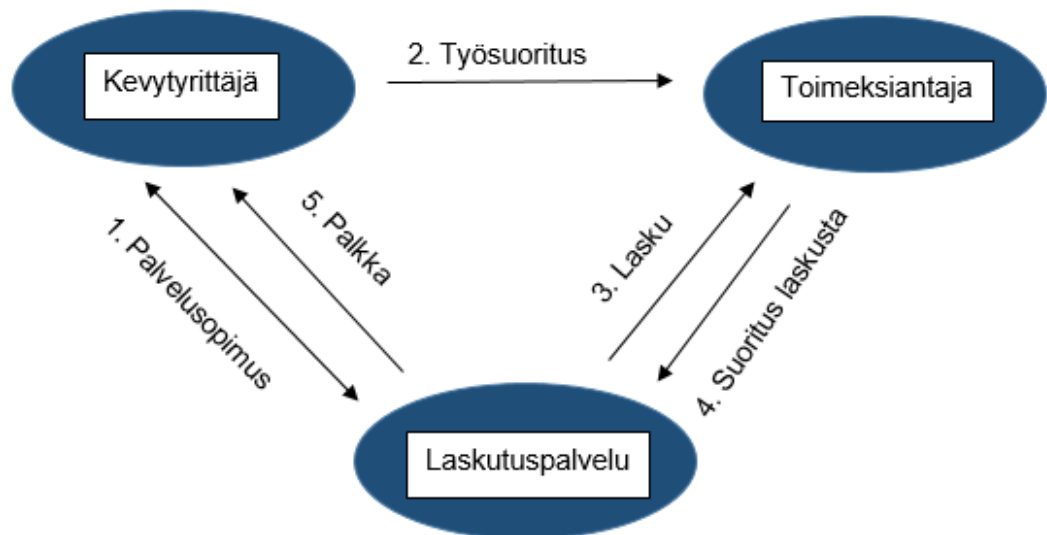 2. Työsuoritus
Kevytyrittäjä
Toimeksiantaja
1. Palvelusopimus
5. Palkka
3. Lasku
4. Suoritus laskusta
Laskutuspalvelu